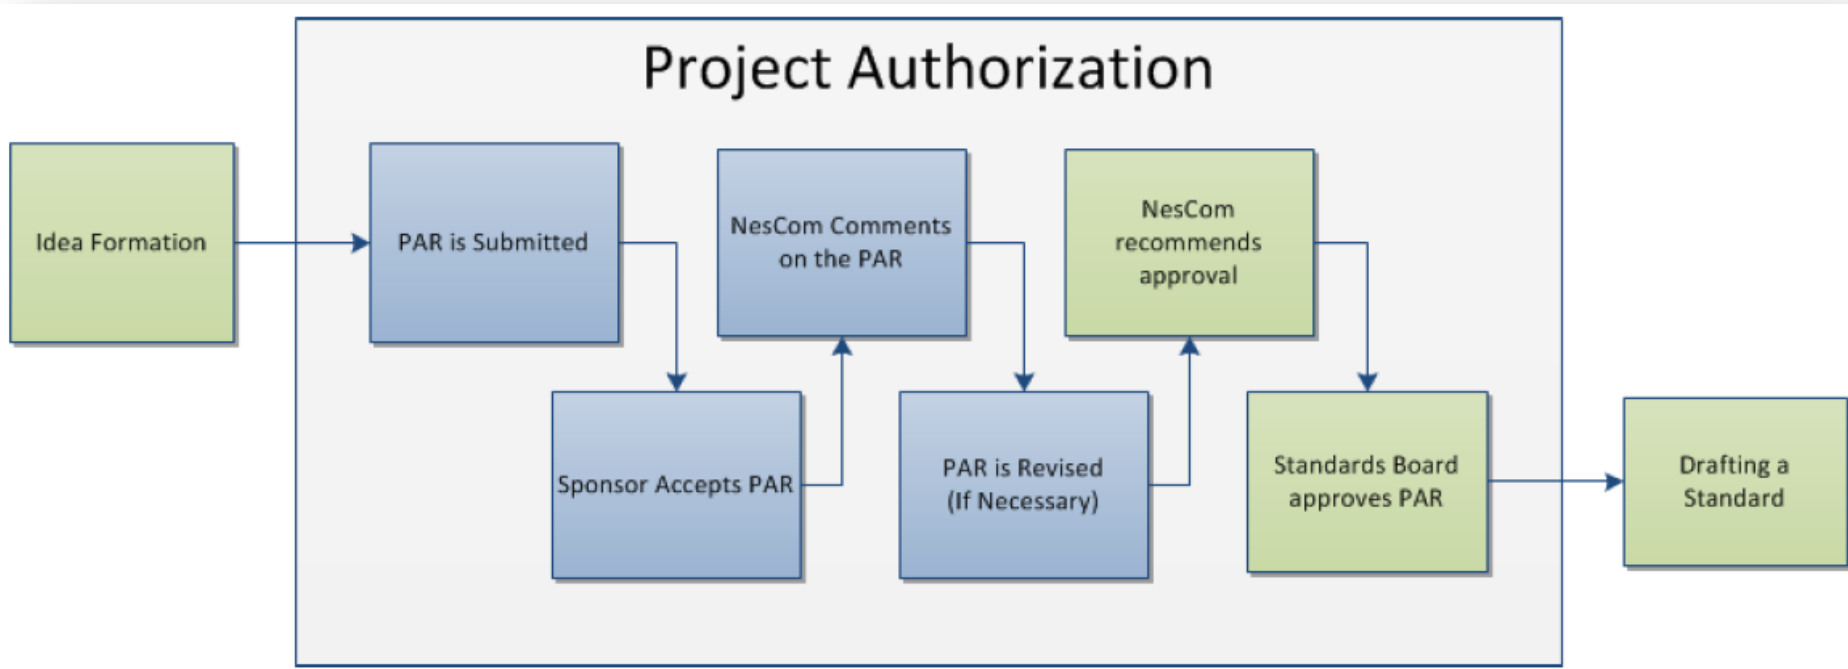 Project Authorization
Idea Formation
PAR is Submitted
Sponsor Accepts PAR
NesCom Comments
on the PAR
PAR is Revised
(If Necessary)
NesCom
recommends
approval
Standards Board
approves PAR
Drafting a
Standard